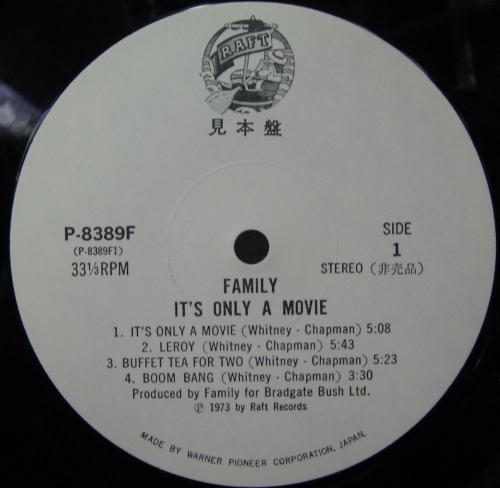 RAFT
見本盤
P-8389F
(P-8389F1)
33⅓RPM
SIDE
1
STEREO (非売品)
FAMILY
IT'S ONLY A MOVIE
1. IT'S ONLY A MOVIE (Whitney - Chapman) 5:08
2. LEROY (Whitney - Chapman) 5:43
3. BUFFET TEA FOR TWO (Whitney - Chapman) 5:23
4. BOOM BANG (Whitney - Chapman) 3:30
Produced by Family for Bradgate Bush Ltd.
Ⓟ 1973 by Raft Records
MADE BY WARNER PIONEER CORPORATION, JAPAN.